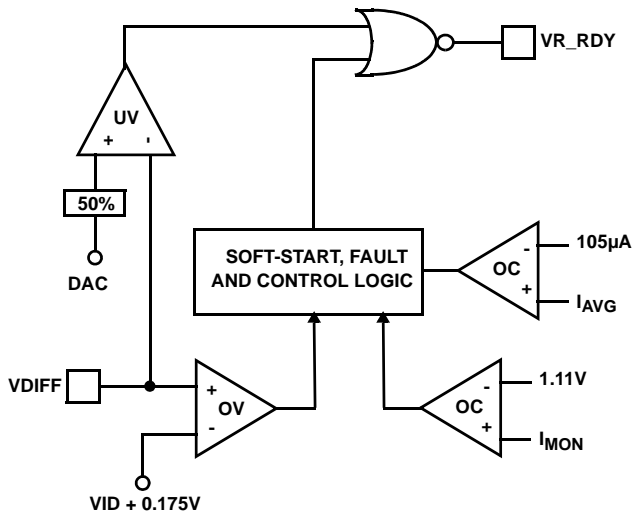 VR_RDY
UV
+ -
50%
DAC
SOFT-START, FAULT
AND CONTROL LOGIC
- 105µA
OC
+ IAVG
VDIFF
+
OV
-
VID + 0.175V
- 1.11V
OC
+ IMON